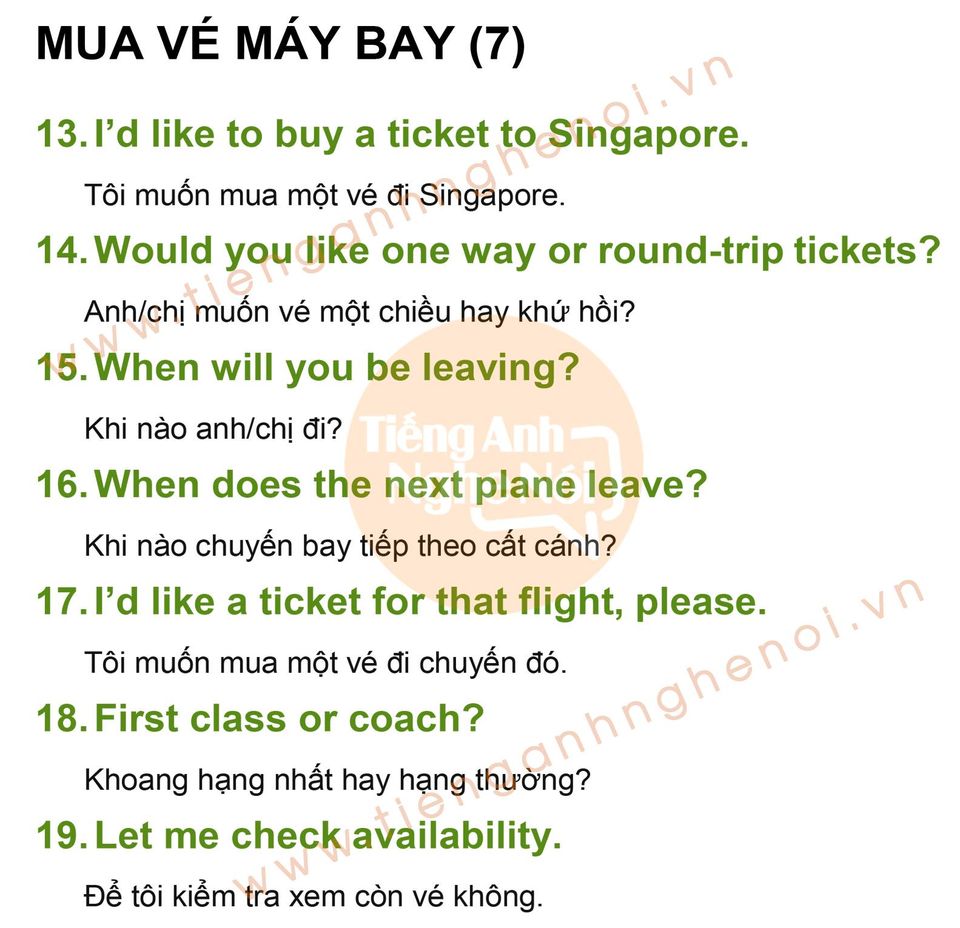 MUA VÉ MÁY BAY (7)
13. I’d like to buy a ticket to Singapore.
Tôi muốn mua một vé đi Singapore.
14. Would you like one way or round-trip tickets?
Anh/chị muốn vé một chiều hay khứ hồi?
15. When will you be leaving?
Khi nào anh/chị đi?
Tiếng Anh
Nghe Nói
16. When does the next plane leave?
Khi nào chuyến bay tiếp theo cất cánh?
17. I’d like a ticket for that flight, please.
Tôi muốn mua một vé đi chuyến đó.
18. First class or coach?
Khoang hạng nhất hay hạng thường?
19. Let me check availability.
Để tôi kiểm tra xem còn vé không.
www.tienganhnghenoi.vn
www.tienganhnghenoi.vn